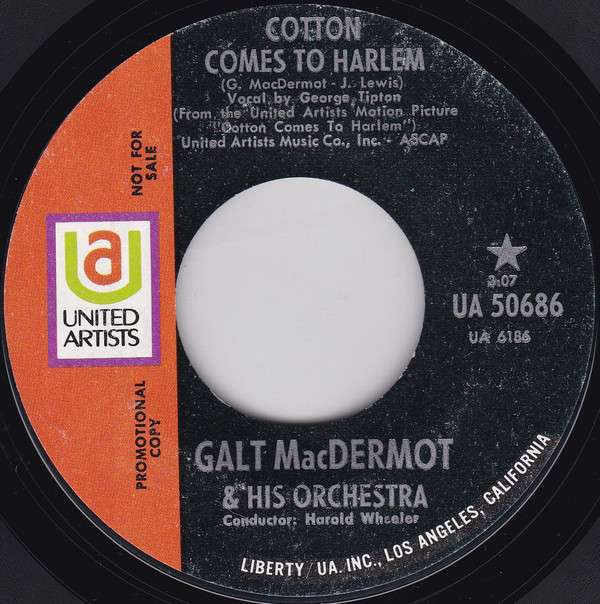 COTTON
COMES TO HARLEM
(G. MacDermot - J. Lewis)
Vocal by George Tipton
(From the United Artists Motion Picture
"Cotton Comes To Harlem")
United Artists Music Co., Inc. - ASCAP
NOT FOR
SALE
ua
UNITED
ARTISTS
PROMOTIONAL
COPY
3:07
UA 50686
UA 6186
GALT MacDERMOT
& HIS ORCHESTRA
Conductor: Harold Wheeler
LIBERTY/UA. INC., LOS ANGELES, CALIFORNIA